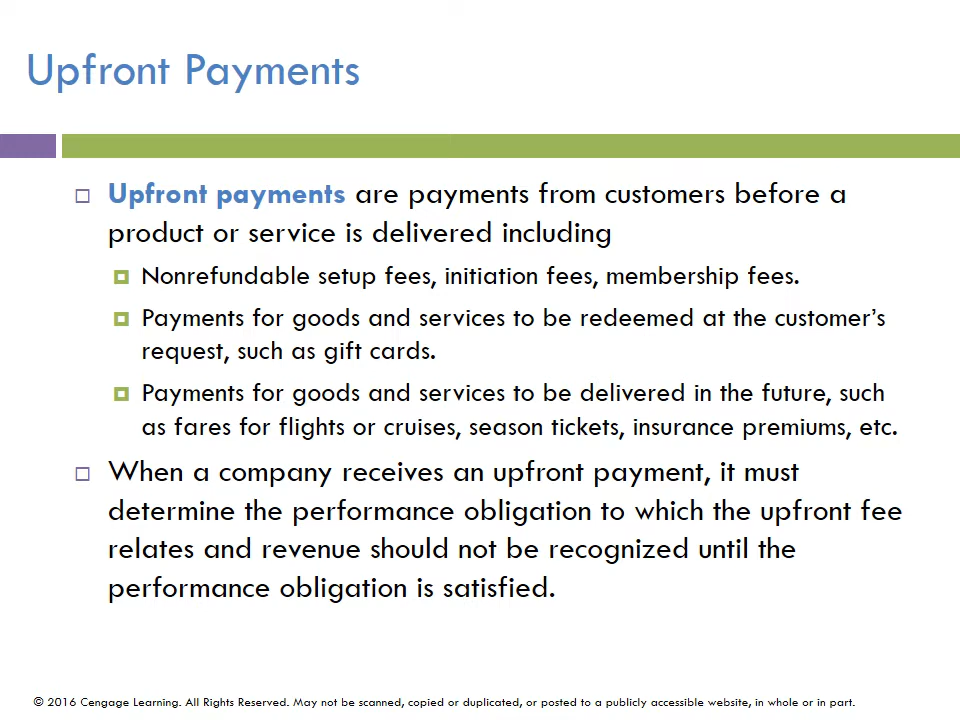 Upfront Payments
Upfront payments are payments from customers before a
product or service is delivered including
Nonrefundable setup fees, initiation fees, membership fees.
Payments for goods and services to be redeemed at the customer’s
request, such as gift cards.
Payments for goods and services to be delivered in the future, such
as fares for flights or cruises, season tickets, insurance premiums, etc.
When a company receives an upfront payment, it must
determine the performance obligation to which the upfront fee
relates and revenue should not be recognized until the
performance obligation is satisfied.
© 2016 Cengage Learning. All Rights Reserved. May not be scanned, copied or duplicated, or posted to a publicly accessible website, in whole or in part.